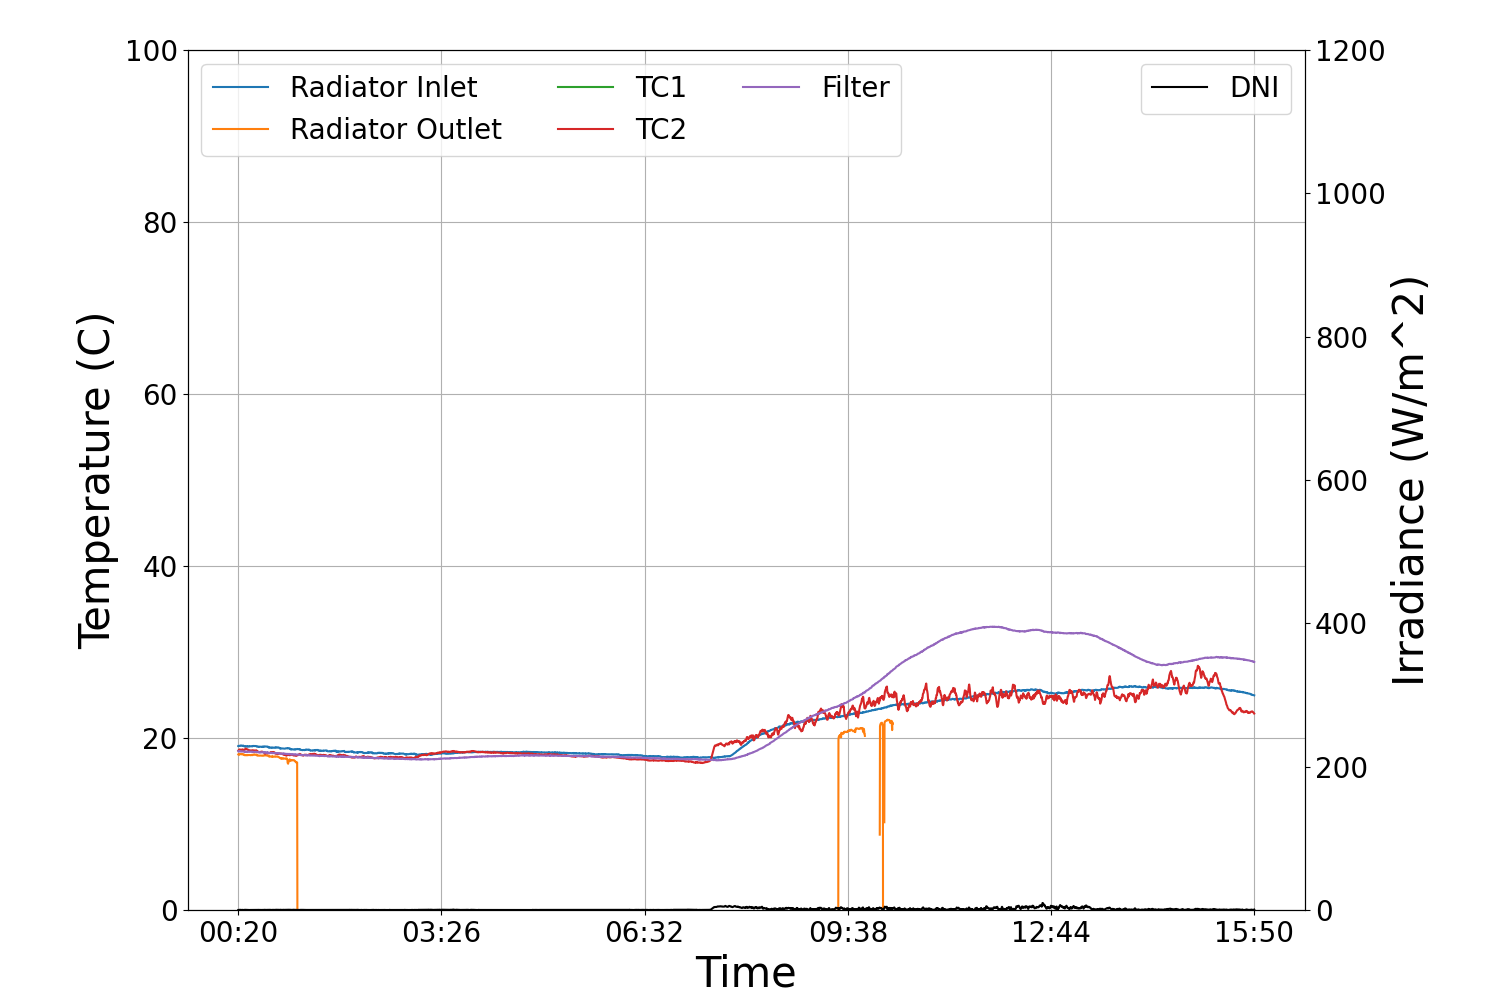 100
80
60
40
20
0
Temperature (C)
Radiator Inlet
Radiator Outlet
TC1
TC2
Filter
DNI
1200
1000
800
600
400
200
0
Irradiance (W/m^2)
00:20 03:26 06:32 09:38 12:44 15:50
Time